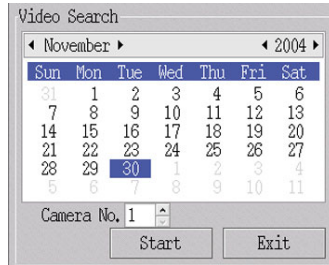 Video Search
November 2004
Sun Mon Tue Wed Thu Fri Sat
31 1 2 3 4 5 6
7 8 9 10 11 12 13
14 15 16 17 18 19 20
21 22 23 24 25 26 27
28 29 30 1 2 3 4
5 6 7 8 9 10 11
Camera No. 1
Start Exit